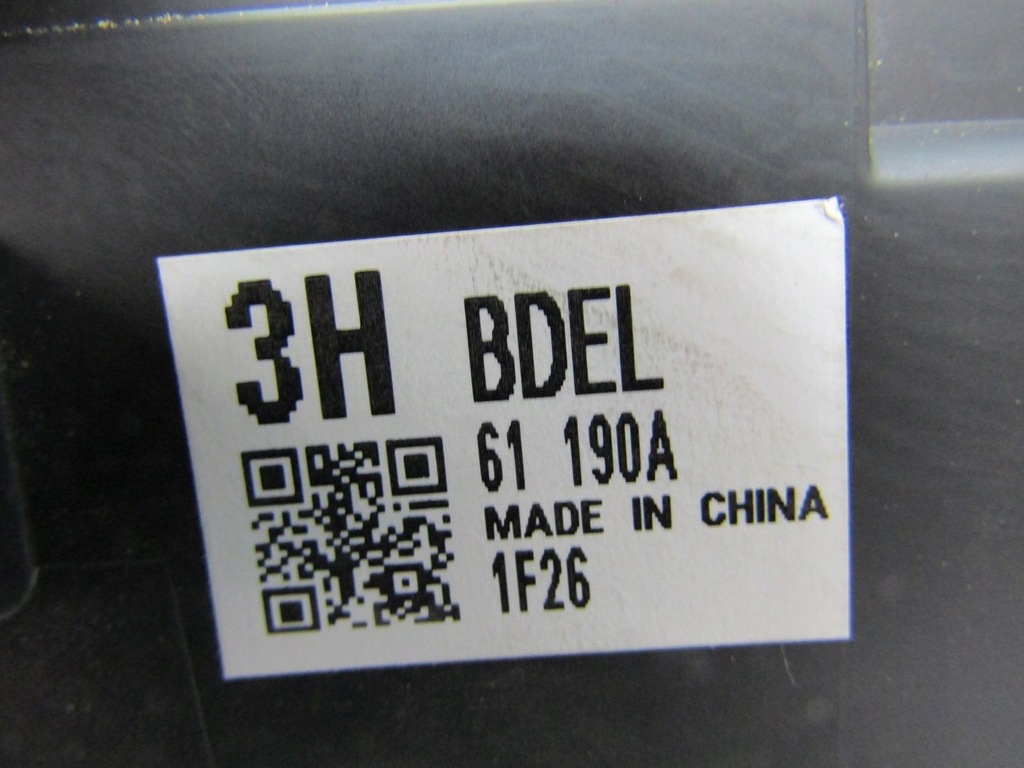 3H BDEL
61 190A
MADE IN CHINA
1F26